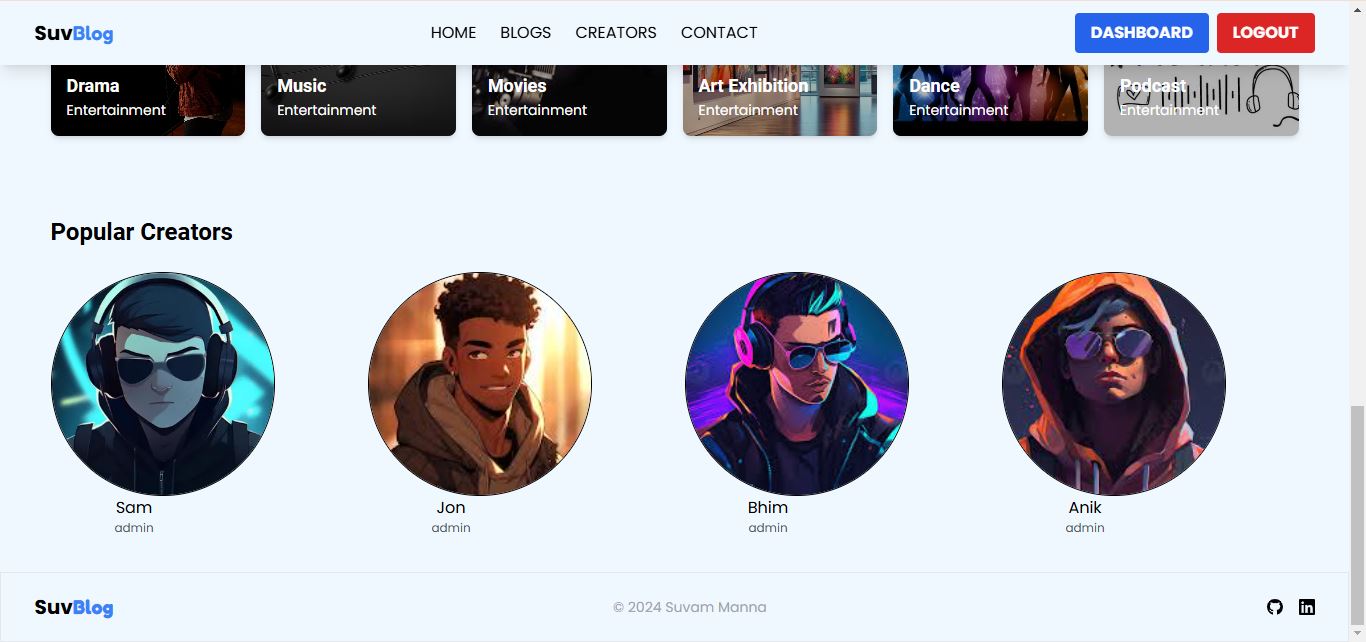 SuvBlog
HOME BLOGS CREATORS CONTACT
DASHBOARD LOGOUT
Drama
Entertainment
Music
Entertainment
Movies
Entertainment
Art Exhibition
Entertainment
Dance
Entertainment
Podcast
Entertainment
Popular Creators
Sam
admin
Jon
admin
Bhim
admin
Anik
admin
SuvBlog
© 2024 Suvam Manna